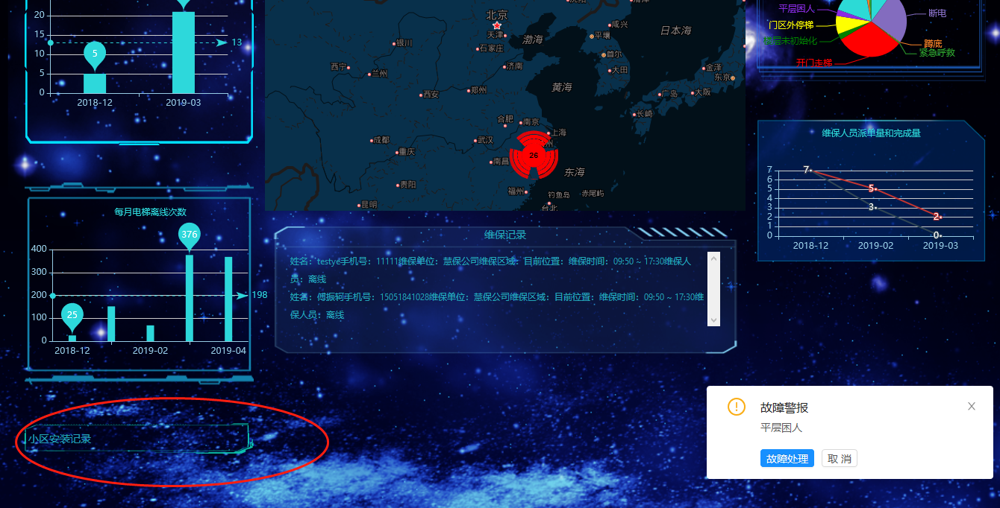 20
15
10
5
0
5
13
2018-12
2019-03
每月电梯离线次数
376
400
300
200
100
0
25
198
2018-12
2019-02
2019-04
小区安装记录
北京
天津
石家庄
银川
西宁
兰州
济南
郑州
西安
合肥
南京
上海
成都
武汉
重庆
南昌
贵阳
福州
昆明
台北
26
渤海
黄海
东海
日本海
钓鱼岛
赤尾屿
咸兴
平壤
首尔
大田
金泽
东京
大阪
广岛
长崎
维保记录
姓名：testyc手机号：11111维保单位：慧保公司维保区域：目前位置：维保时间：09:50 ~ 17:30维保人
员：离线
姓名：傅振轲手机号：15051841028维保单位：慧保公司维保区域：目前位置：维保时间：09:50 ~ 17:30维
保人员：离线
平层困人
门区外停梯
层未初始化
开门走梯
断电
蹲底
紧急呼救
维保人员派单量和完成量
7
6
5
4
3
2
1
0
7
5
3
2
0
2018-12
2019-02
2019-03
故障警报
平层困人
故障处理
取 消